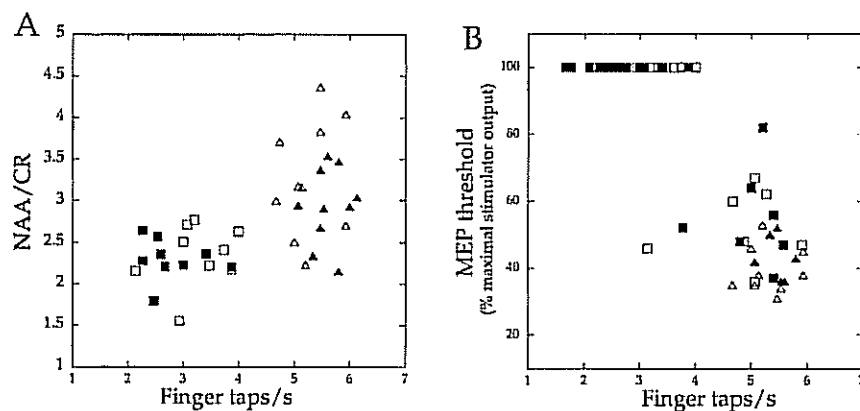 A
5
4.5
4
3.5
3
2.5
2
1.5
1
NAA/CR
1 2 3 4 5 6 7
Finger taps/s
B
100
80
60
40
20
MEP threshold
(% maximal stimulator output)
1 2 3 4 5 6 7
Finger taps/s